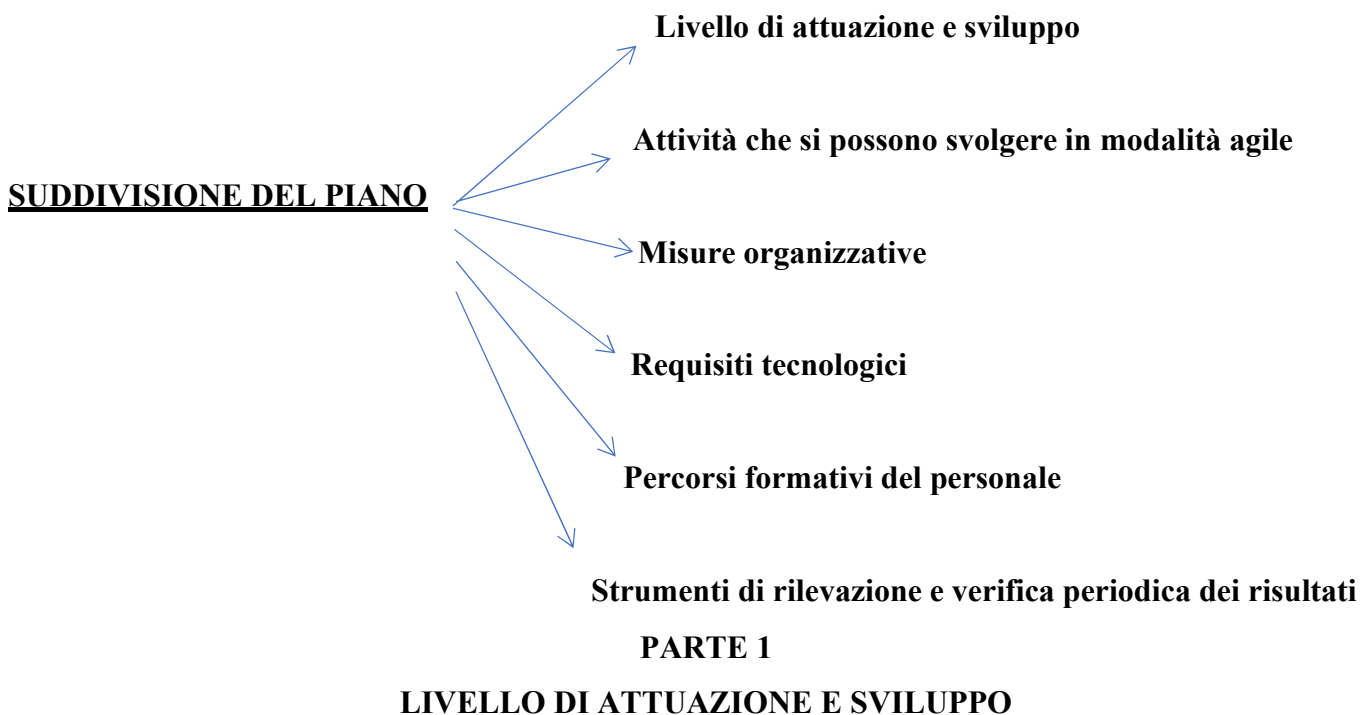 Livello di attuazione e sviluppo
Attività che si possono svolgere in modalità agile
SUDDIVISIONE DEL PIANO
Misure organizzative
Requisiti tecnologici
Percorsi formativi del personale
Strumenti di rilevazione e verifica periodica dei risultati
PARTE 1
LIVELLO DI ATTUAZIONE E SVILUPPO